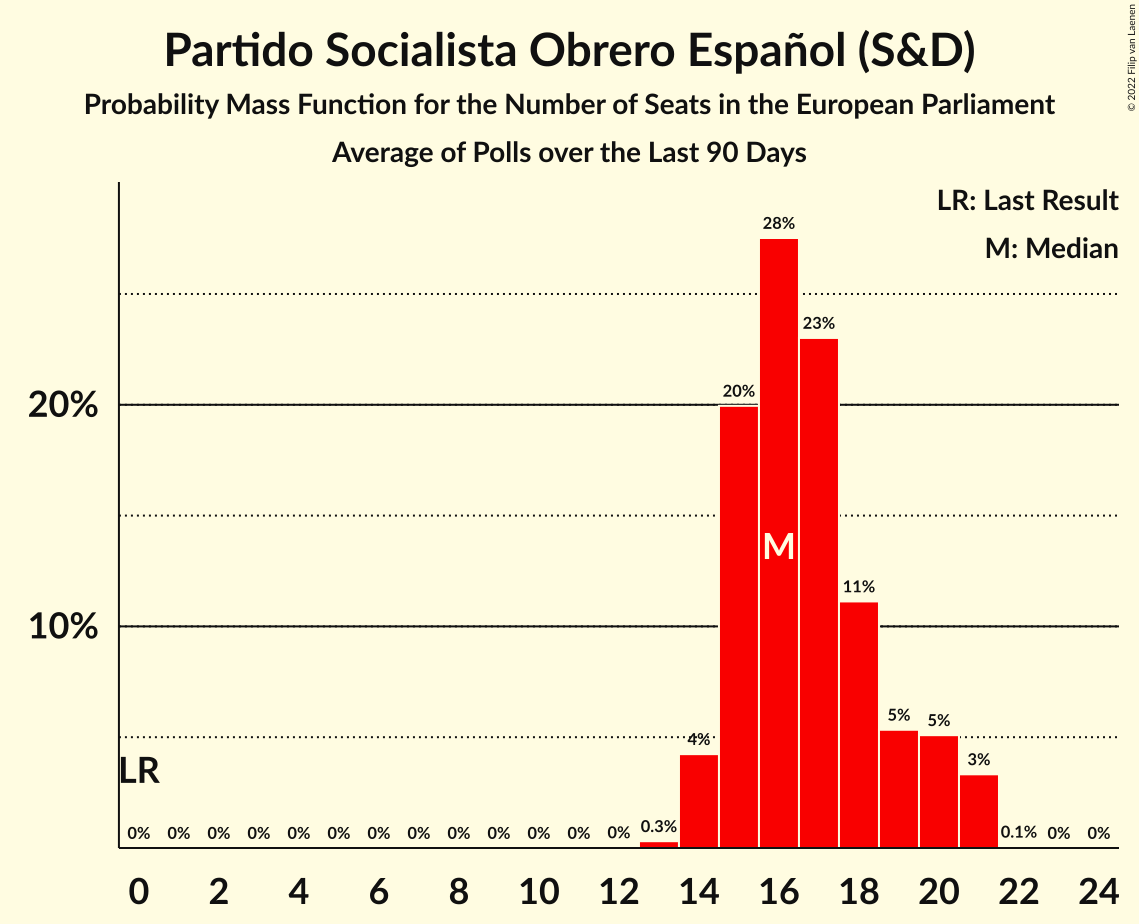 Partido Socialista Obrero Español (S&D)
Probability Mass Function for the Number of Seats in the European Parliament
Average of Polls over the Last 90 Days
© 2022 Filip van Laenen
LR: Last Result
M: Median
28%
23%
20%
20%
M
11%
10%
5%
5%
4%
3%
LR
0% 0% 0% 0% 0% 0% 0% 0% 0% 0% 0% 0% 0% 0.3% 0.1% 0% 0%
0 2 4 6 8 10 12 14 16 18 20 22 24